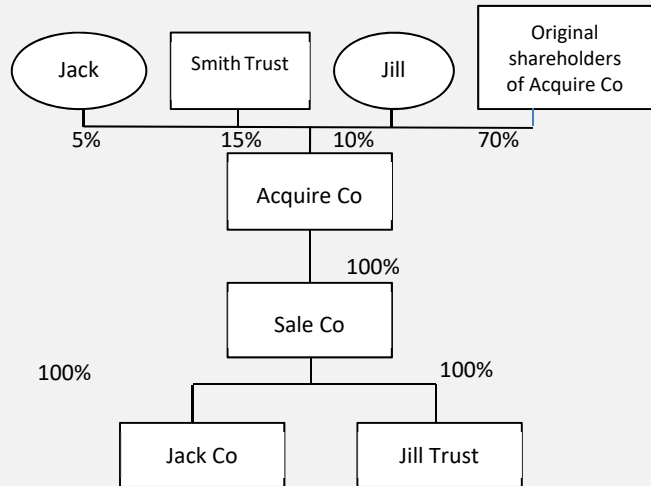 Jack
Smith Trust
Jill
Original
shareholders
of Acquire Co
5%
15%
10%
70%
Acquire Co
100%
Sale Co
100%
100%
Jack Co
Jill Trust